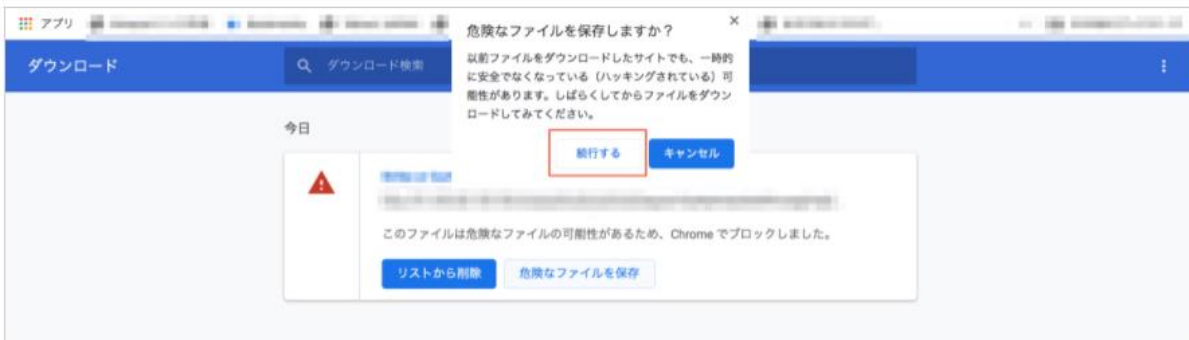 アプリ
ダウンロード
ダウンロード検索
危険なファイルを保存しますか？
以前ファイルをダウンロードしたサイトでも、一時的
に安全でなくなっている（ハッキングされている）可
能性があります。しばらくしてからファイルをダウン
ロードしてみてください。
続行する
キャンセル
今日
このファイルは危険なファイルの可能性があるため、Chrome でブロックしました。
リストから削除
危険なファイルを保存